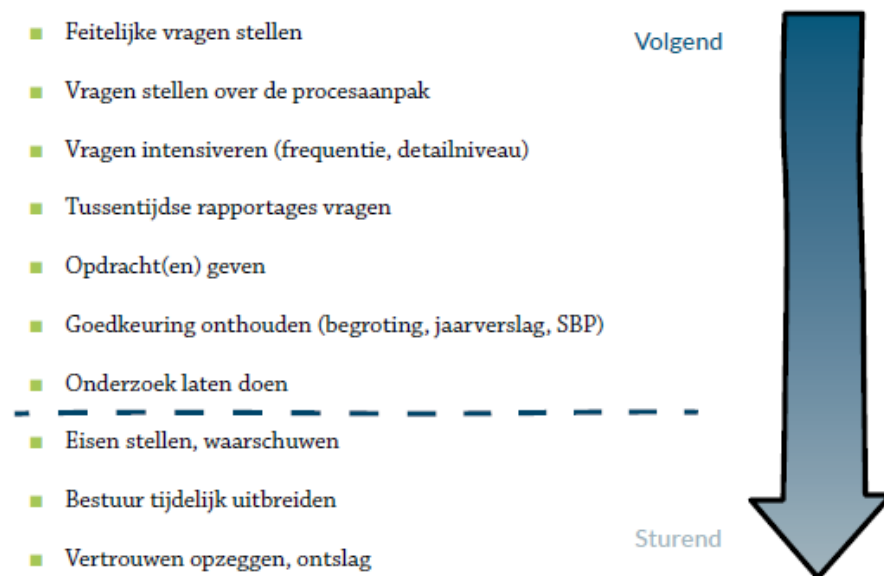 Feitelijke vragen stellen
Volgend
Vragen stellen over de procesaanpak
Vragen intensiveren (frequentie, detailniveau)
Tussentijdse rapportages vragen
Opdracht(en) geven
Goedkeuring onthouden (begroting, jaarverslag, SBP)
Onderzoek laten doen
Eisen stellen, waarschuwen
Bestuur tijdelijk uitbreiden
Sturend
Vertrouwen opzeggen, ontslag